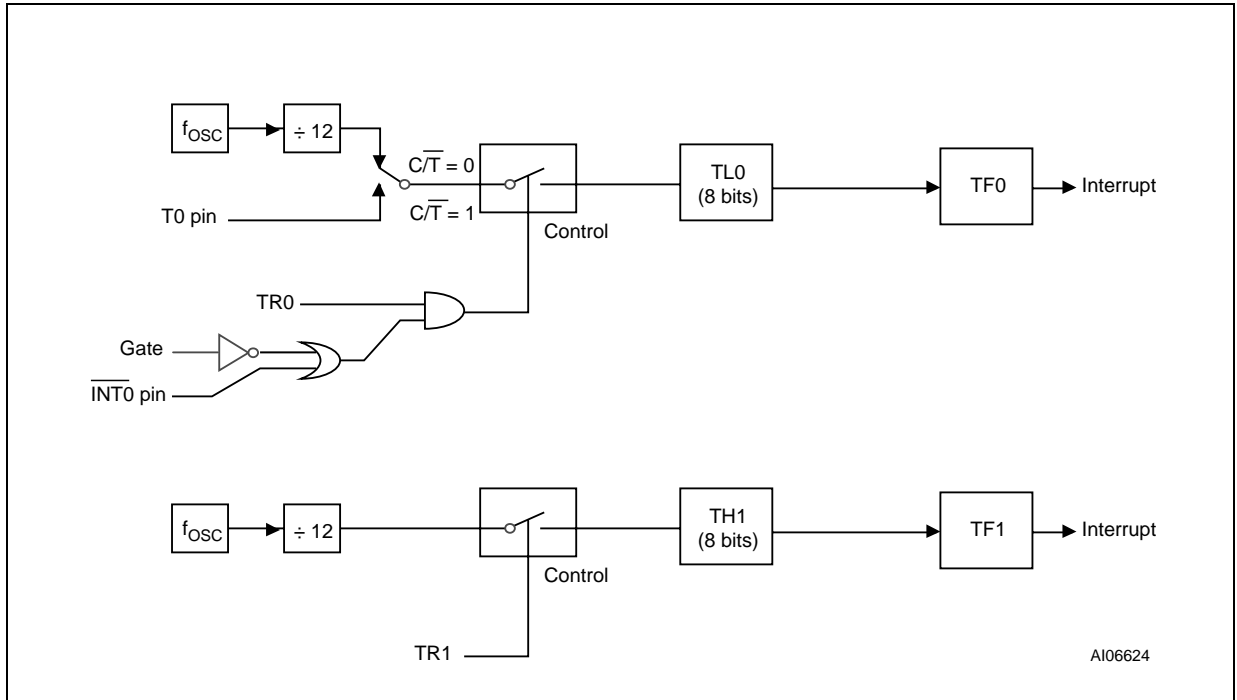 fOSC
÷ 12
C/T̅ = 0
T0 pin
C/T̅ = 1
Control
TL0
(8 bits)
TF0
Interrupt
TR0
Gate
I̅N̅T̅0̅ pin
fOSC
÷ 12
Control
TH1
(8 bits)
TF1
Interrupt
TR1
AI06624